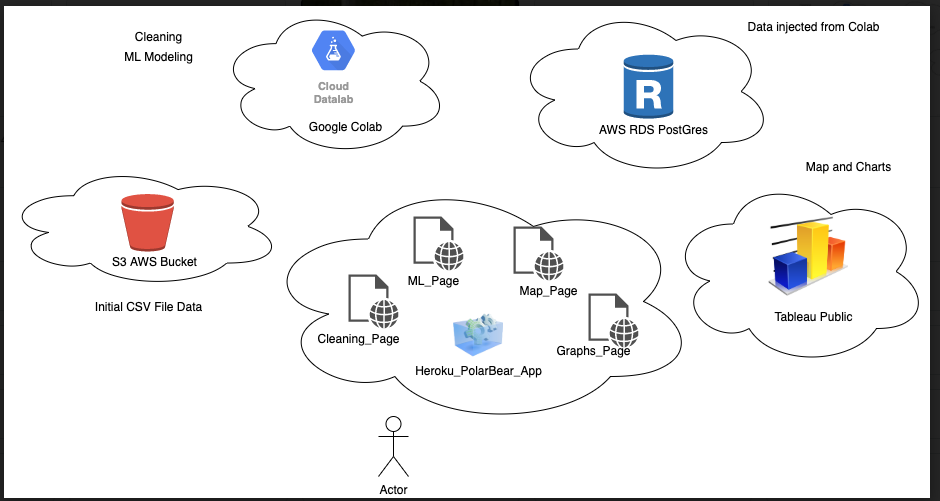 Cleaning
ML Modeling
Cloud
Datalab
Google Colab
Data injected from Colab
R
AWS RDS PostGres
Map and Charts
S3 AWS Bucket
Initial CSV File Data
ML_Page
Map_Page
Cleaning_Page
Graphs_Page
Heroku_PolarBear_App
Tableau Public
Actor